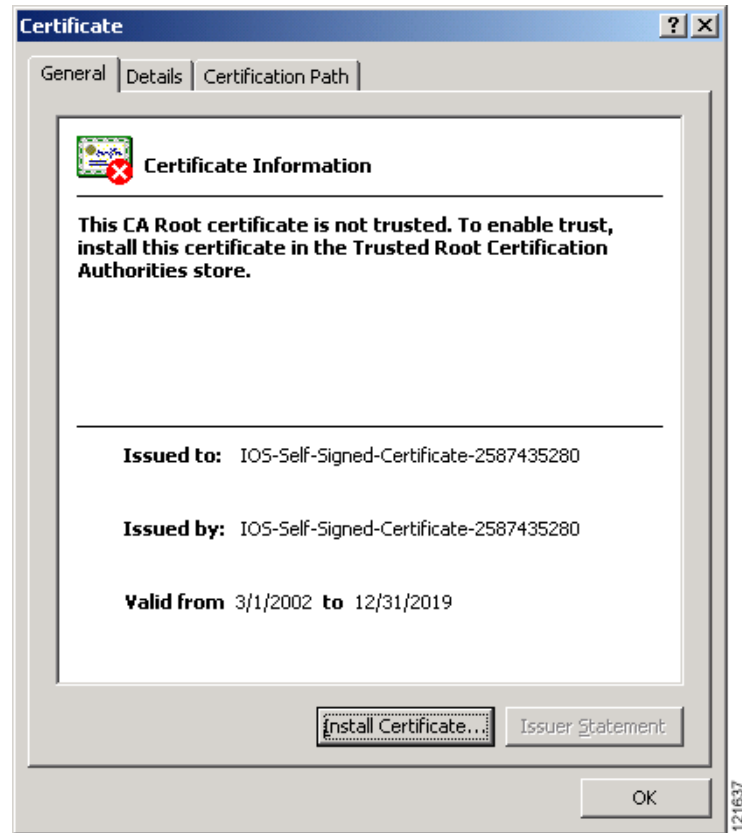 Certificate
? X
General Details Certification Path
Certificate Information
This CA Root certificate is not trusted. To enable trust,
install this certificate in the Trusted Root Certification
Authorities store.
Issued to: IOS-Self-Signed-Certificate-2587435280
Issued by: IOS-Self-Signed-Certificate-2587435280
Valid from 3/1/2002 to 12/31/2019
Install Certificate... Issuer Statement
OK
121637